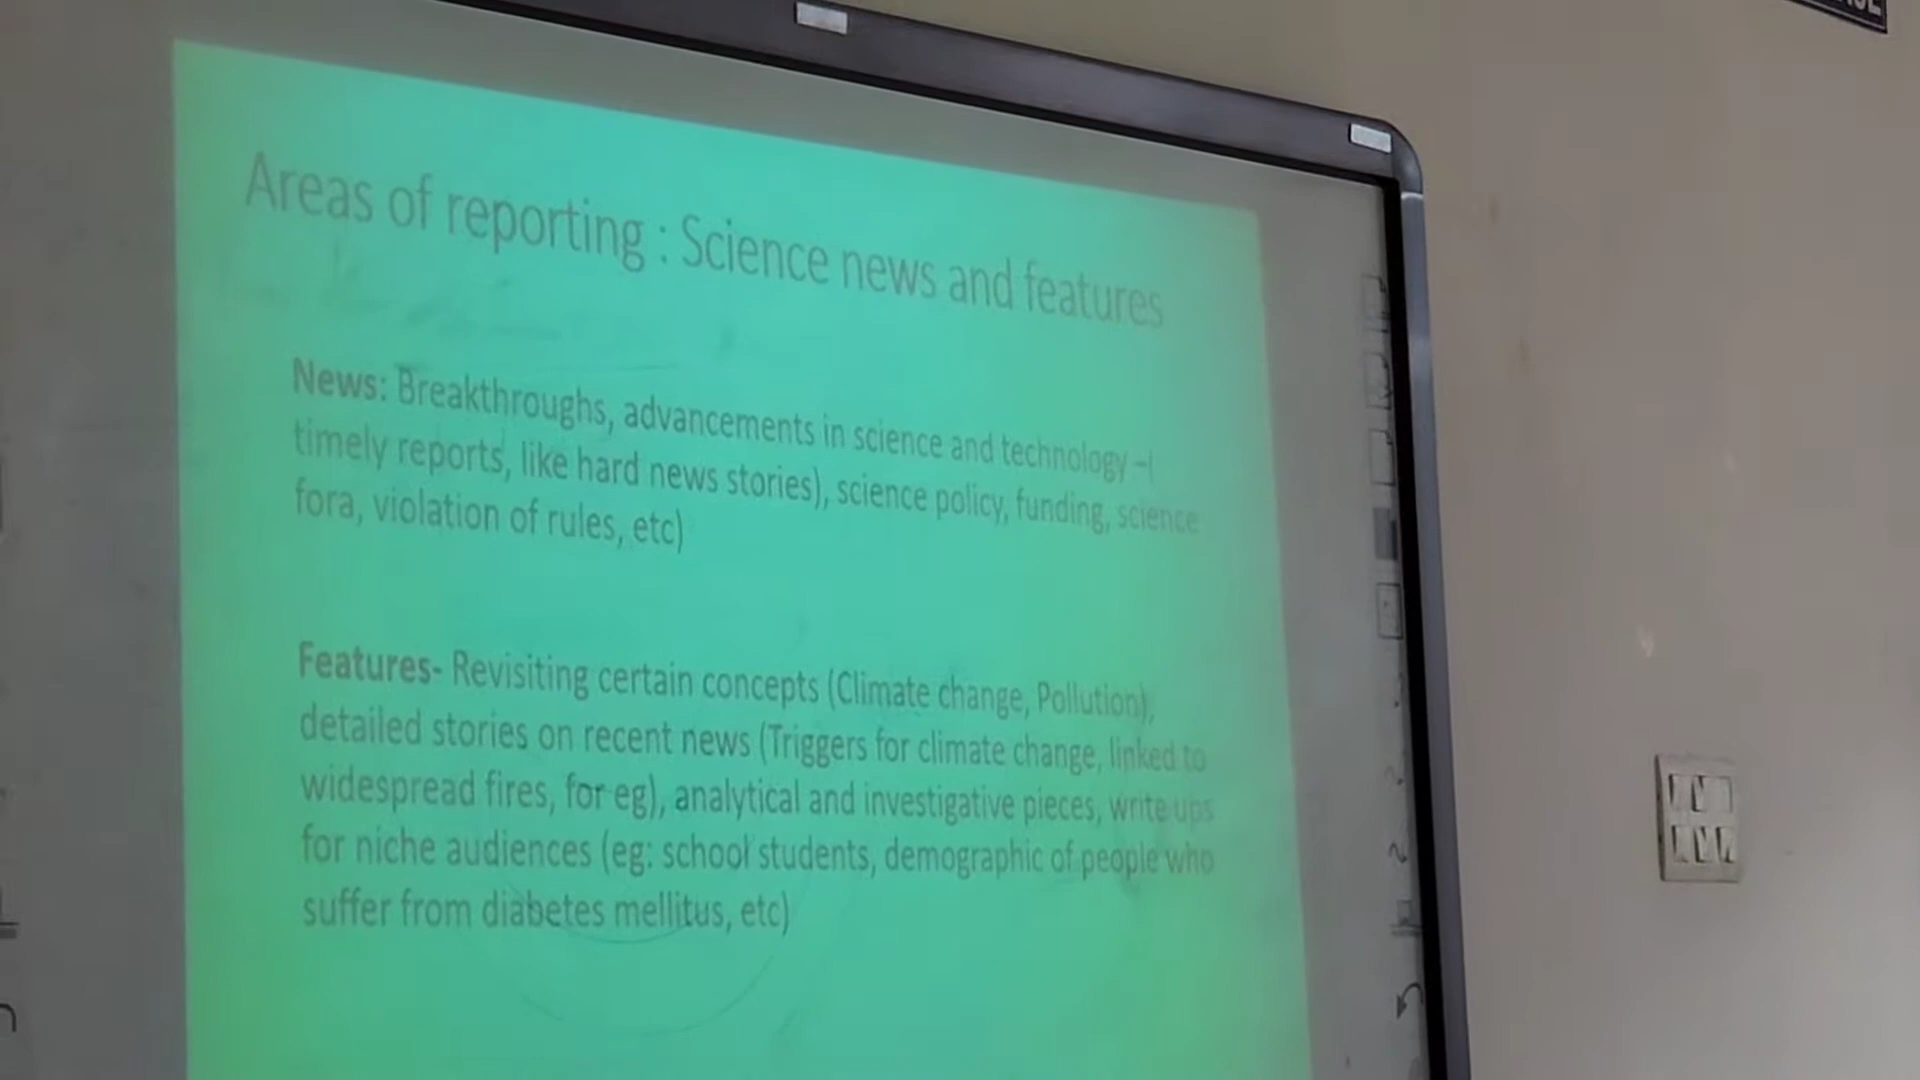 Areas of reporting : Science news and features
News: Breakthroughs, advancements in science and technology –(
timely reports, like hard news stories), science policy, funding, science
fora, violation of rules, etc)
Features- Revisiting certain concepts (Climate change, Pollution),
detailed stories on recent news (Triggers for climate change, linked to
widespread fires, for eg), analytical and investigative pieces, write ups
for niche audiences (eg: school students, demographic of people who
suffer from diabetes mellitus, etc)